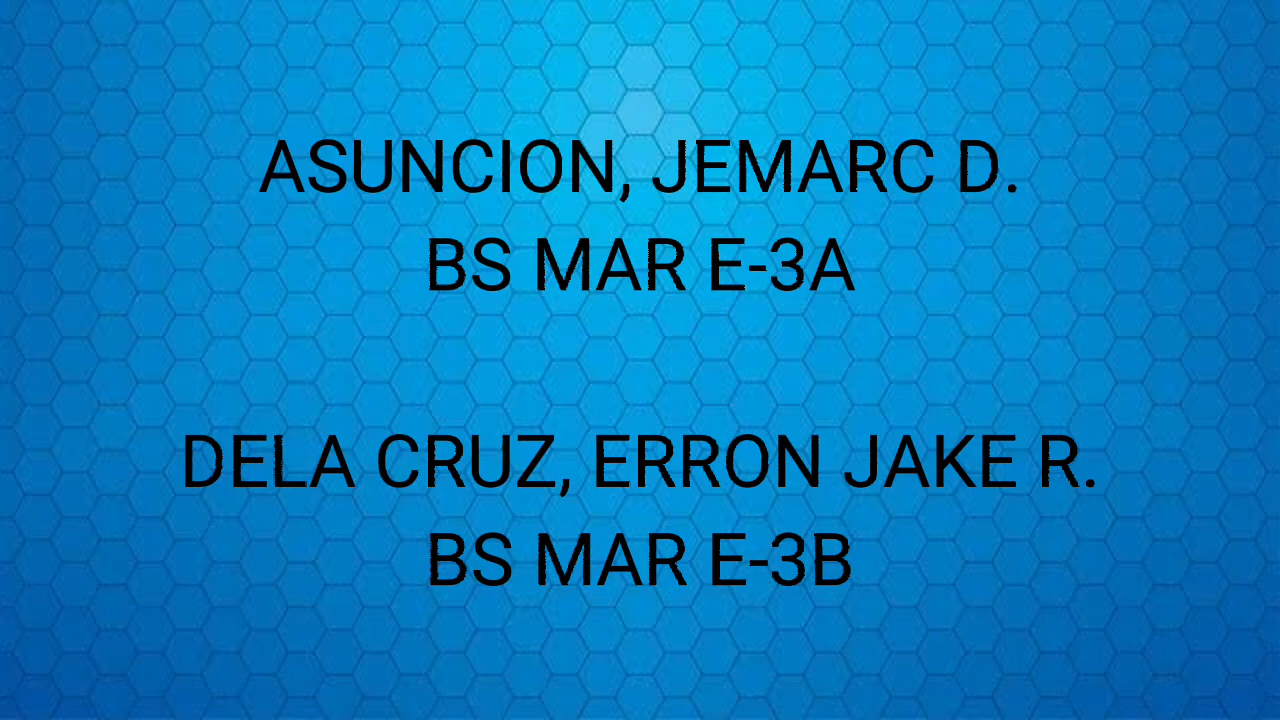 ASUNCION, JEMARC D.
BS MAR E-3A
DELA CRUZ, ERRON JAKE R.
BS MAR E-3B